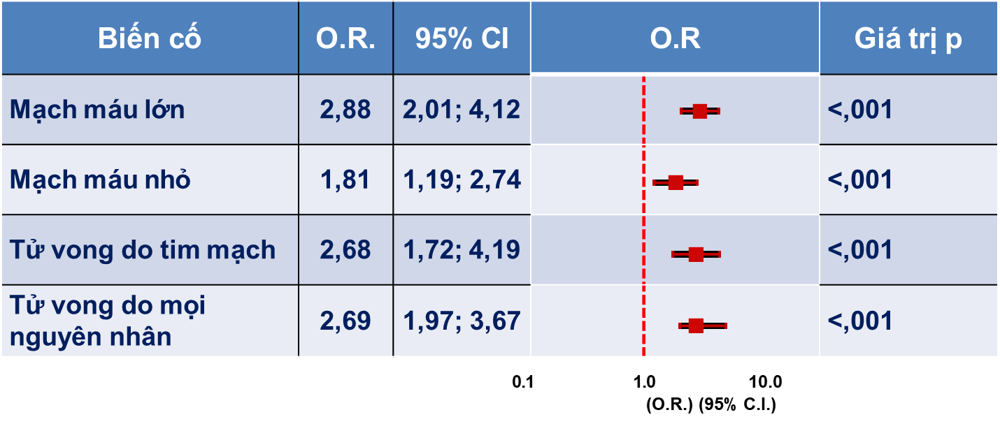 Biến cố O.R. 95% CI O.R Giá trị p
Mạch máu lớn 2,88 2,01; 4,12 <,001
Mạch máu nhỏ 1,81 1,19; 2,74 <,001
Tử vong do tim mạch 2,68 1,72; 4,19 <,001
Tử vong do mọi
nguyên nhân 2,69 1,97; 3,67 <,001
0.1 1.0 10.0
(O.R.) (95% C.I.)